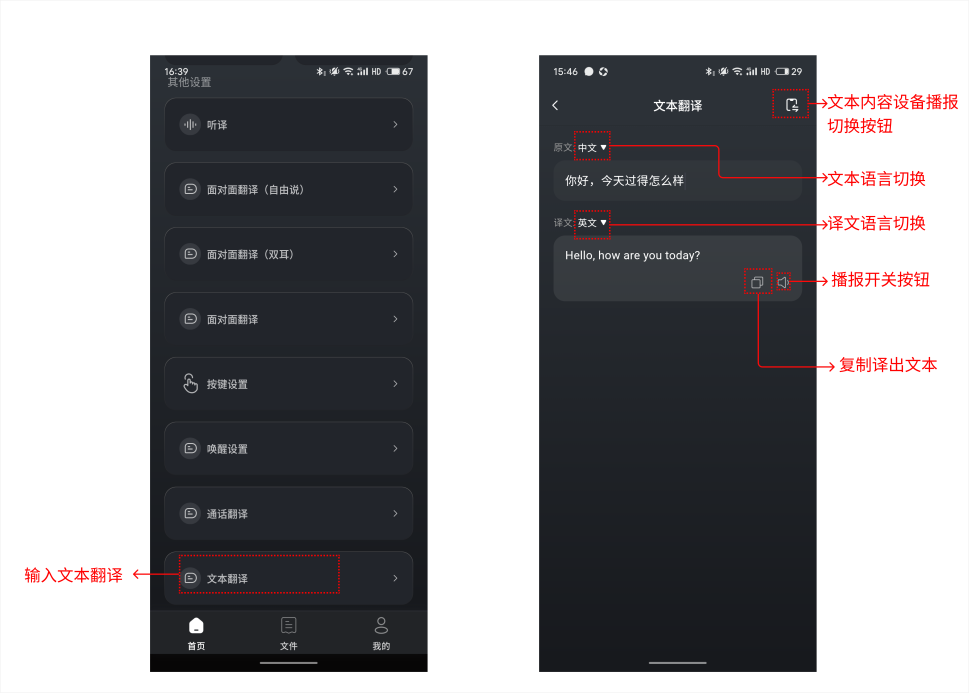 16:39
HD
67
其他设置
听译
面对面翻译（自由说）
面对面翻译（双耳）
面对面翻译
按键设置
唤醒设置
通话翻译
文本翻译
首页
文件
我的
输入文本翻译
15:46
HD
29
文本翻译
原文
中文▼
你好，今天过得怎么样
译文
英文▼
Hello, how are you today?
文本内容设备播报
切换按钮
文本语言切换
译文语言切换
播报开关按钮
复制译出文本